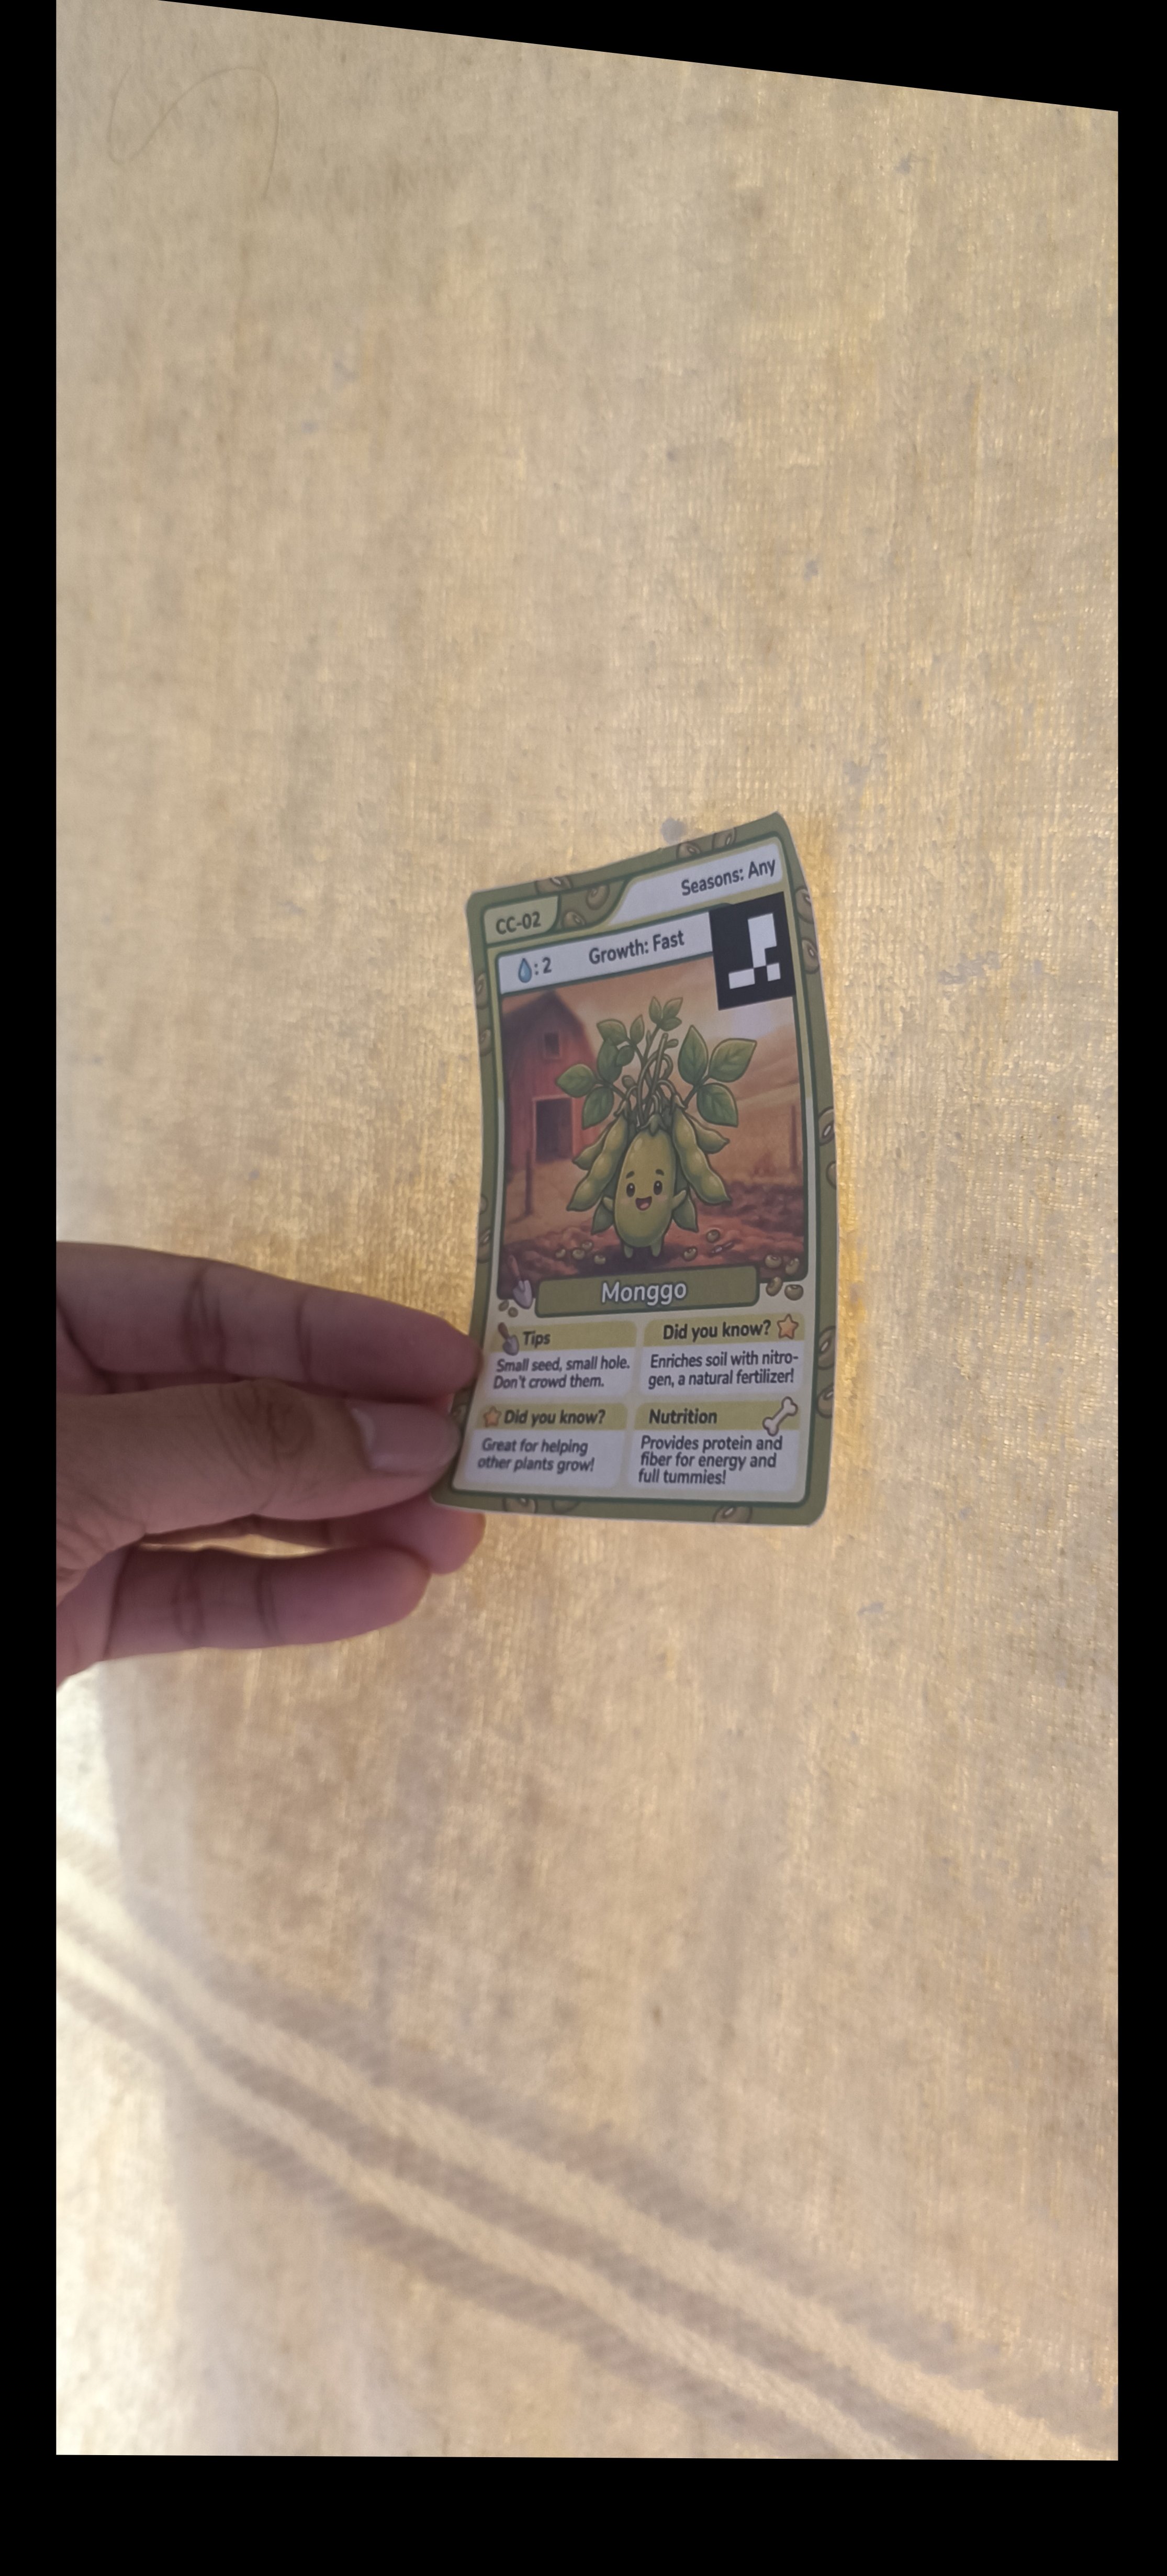 CC-02
Seasons: Any
: 2
Growth: Fast
Monggo
Tips
Small seed, small hole.
Don't crowd them.
Did you know?
Enriches soil with nitro-
gen, a natural fertilizer!
Did you know?
Great for helping
other plants grow!
Nutrition
Provides protein and
fiber for energy and
full tummies!